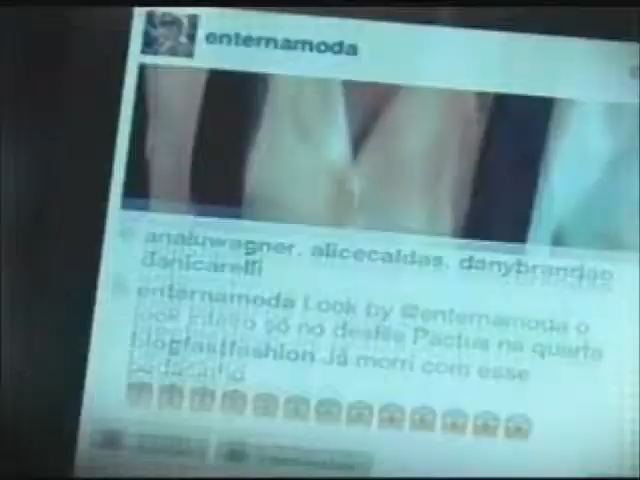 enternamoda
analuwagner, alicecaldas, danybrandao
danicarelli
enternamoda Look by @enternamoda o
look inteiro só no desfile Pactus na quarta
blogfastfashion Já morri com esse
pedacinho